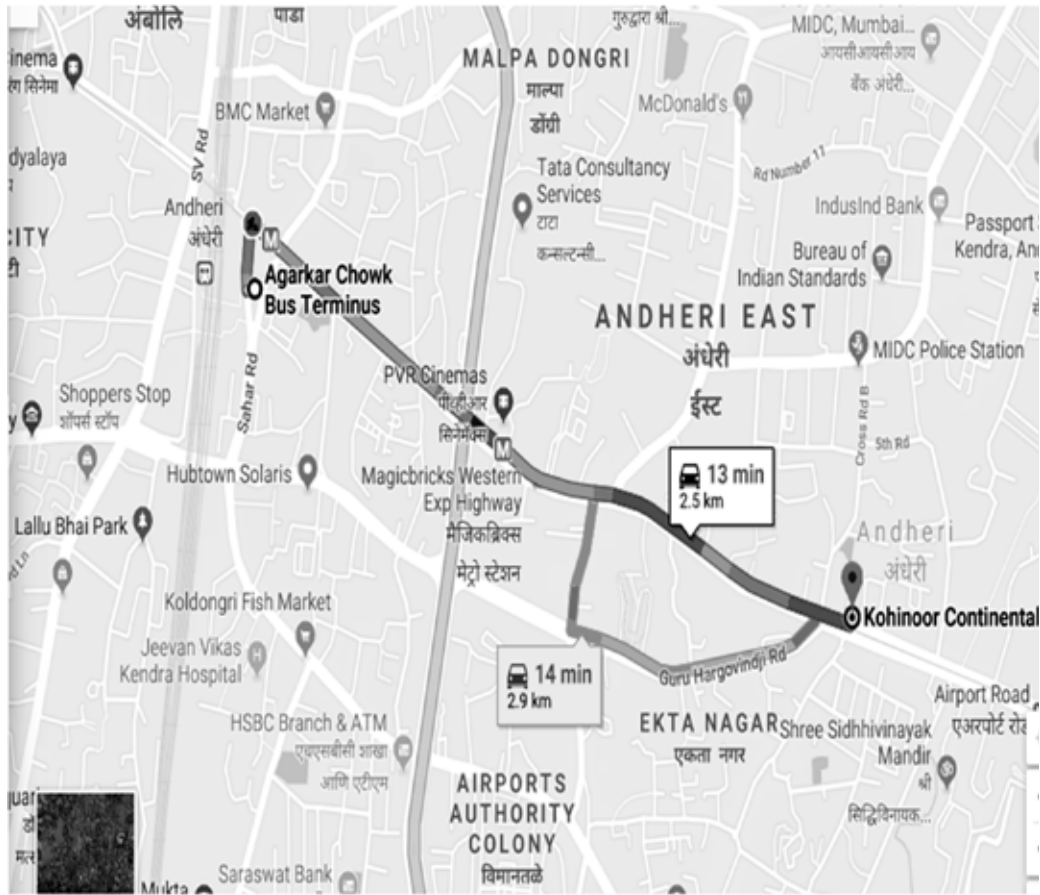 अंबोलि
पाडा
गुरुद्वारा श्री...
MIDC, Mumbai...
आयसीआयसीआय
बँक अंधेरी...
MALPA DONGRI
माल्पा
डोंगरी
McDonald's
BMC Market
SV Rd
Rd Number 11
Tata Consultancy
Services
टाटा
कन्सल्टन्सी...
IndusInd Bank
Passport
Bureau of
Indian Standards
Andheri
अंधेरी
Agarkar Chowk
Bus Terminus
ANDHERI EAST
अंधेरी
ईस्ट
MIDC Police Station
PVR Cinemas
पीव्हीआर
सिनेमॅक्स
Shoppers Stop
शॉपर्स स्टॉप
Sahar Rd
Cross Rd B
5th Rd
Hubtown Solaris
Magicbricks Western
Exp Highway
मॅजिकब्रिक्स
मेट्रो स्टेशन
13 min
2.5 km
Lallu Bhai Park
Andheri
अंधेरी
Koldongri Fish Market
Kohinoor Continental
Jeevan Vikas
Kendra Hospital
14 min
2.9 km
Guru Hargovindji Rd
Airport Road
एअरपोर्ट
HSBC Branch & ATM
एचएसबीसी शाखा
आणि एटीएम
EKTA NAGAR
एकता नगर
Shree Sidhhivinayak
Mandir
श्री
सिद्धिविनायक...
AIRPORTS
AUTHORITY
COLONY
विमानतळे
Saraswat Bank
Mukta